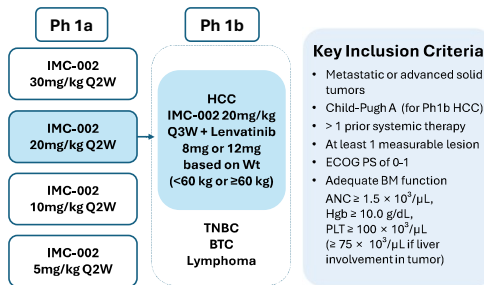 Ph 1a
IMC-002
30mg/kg Q2W
IMC-002
20mg/kg Q2W
IMC-002
10mg/kg Q2W
IMC-002
5mg/kg Q2W
Ph 1b
HCC
IMC-002 20mg/kg
Q3W + Lenvatinib
8mg or 12mg
based on Wt
(<60 kg or ≥60 kg)
TNBC
BTC
Lymphoma
Key Inclusion Criteria
• Metastatic or advanced solid
tumors
• Child-Pugh A (for Ph1b HCC)
• > 1 prior systemic therapy
• At least 1 measurable lesion
• ECOG PS of 0-1
• Adequate BM function
ANC ≥ 1.5 × 10³/µL,
Hgb ≥ 10.0 g/dL,
PLT ≥ 100 × 10³/µL
(≥ 75 × 10³/µL if liver
involvement in tumor)